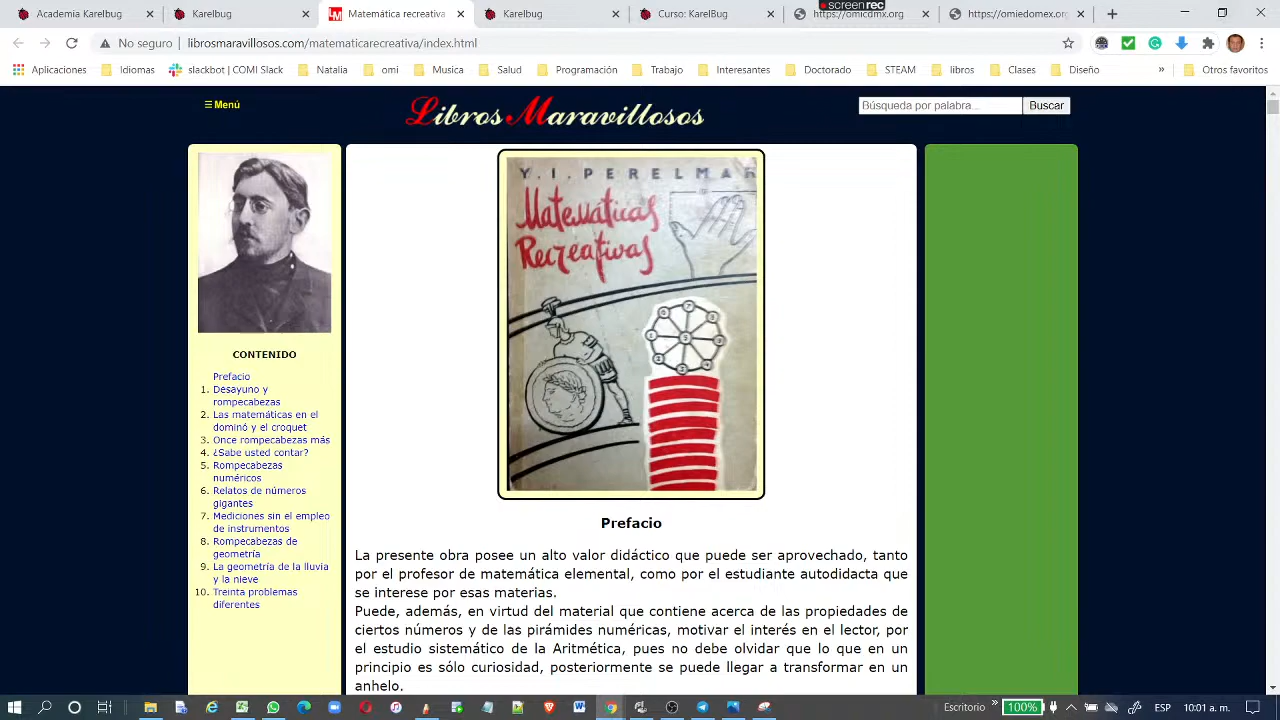 screenrec
Academia Karelbug
Karelbug
Matemática recreativa
KarelBug
Curso: KarelBug
https://omicdmx.org
https://omiedomx.org
No seguro
librosmaravillosos.com/matematicarecreativa/index.html
Aplicaciones Idiomas slackbot | COMI Slack Natalia omi Musica Salud Programación Trabajo Interesantes Doctorado STEAM libros Clases Diseño » Otros favoritos
☰ Menú
Libros Maravillosos
Búsqueda por palabra...
Buscar
CONTENIDO
Prefacio
1. Desayuno y
rompecabezas
2. Las matemáticas en el
dominó y el croquet
3. Once rompecabezas más
4. ¿Sabe usted contar?
5. Rompecabezas
numéricos
6. Relatos de números
gigantes
7. Mediciones sin el empleo
de instrumentos
8. Rompecabezas de
geometría
9. La geometría de la lluvia
y la nieve
10. Treinta problemas
diferentes
Y. I. PERELMAN
Matemáticas
Recreativas
Prefacio
La presente obra posee un alto valor didáctico que puede ser aprovechado, tanto
por el profesor de matemática elemental, como por el estudiante autodidacta que
se interese por esas materias.
Puede, además, en virtud del material que contiene acerca de las propiedades de
ciertos números y de las pirámides numéricas, motivar el interés en el lector, por
el estudio sistemático de la Aritmética, pues no debe olvidar que lo que en un
principio es sólo curiosidad, posteriormente se puede llegar a transformar en un
anhelo.
Escritorio » 100% ESP 10:01 a. m.